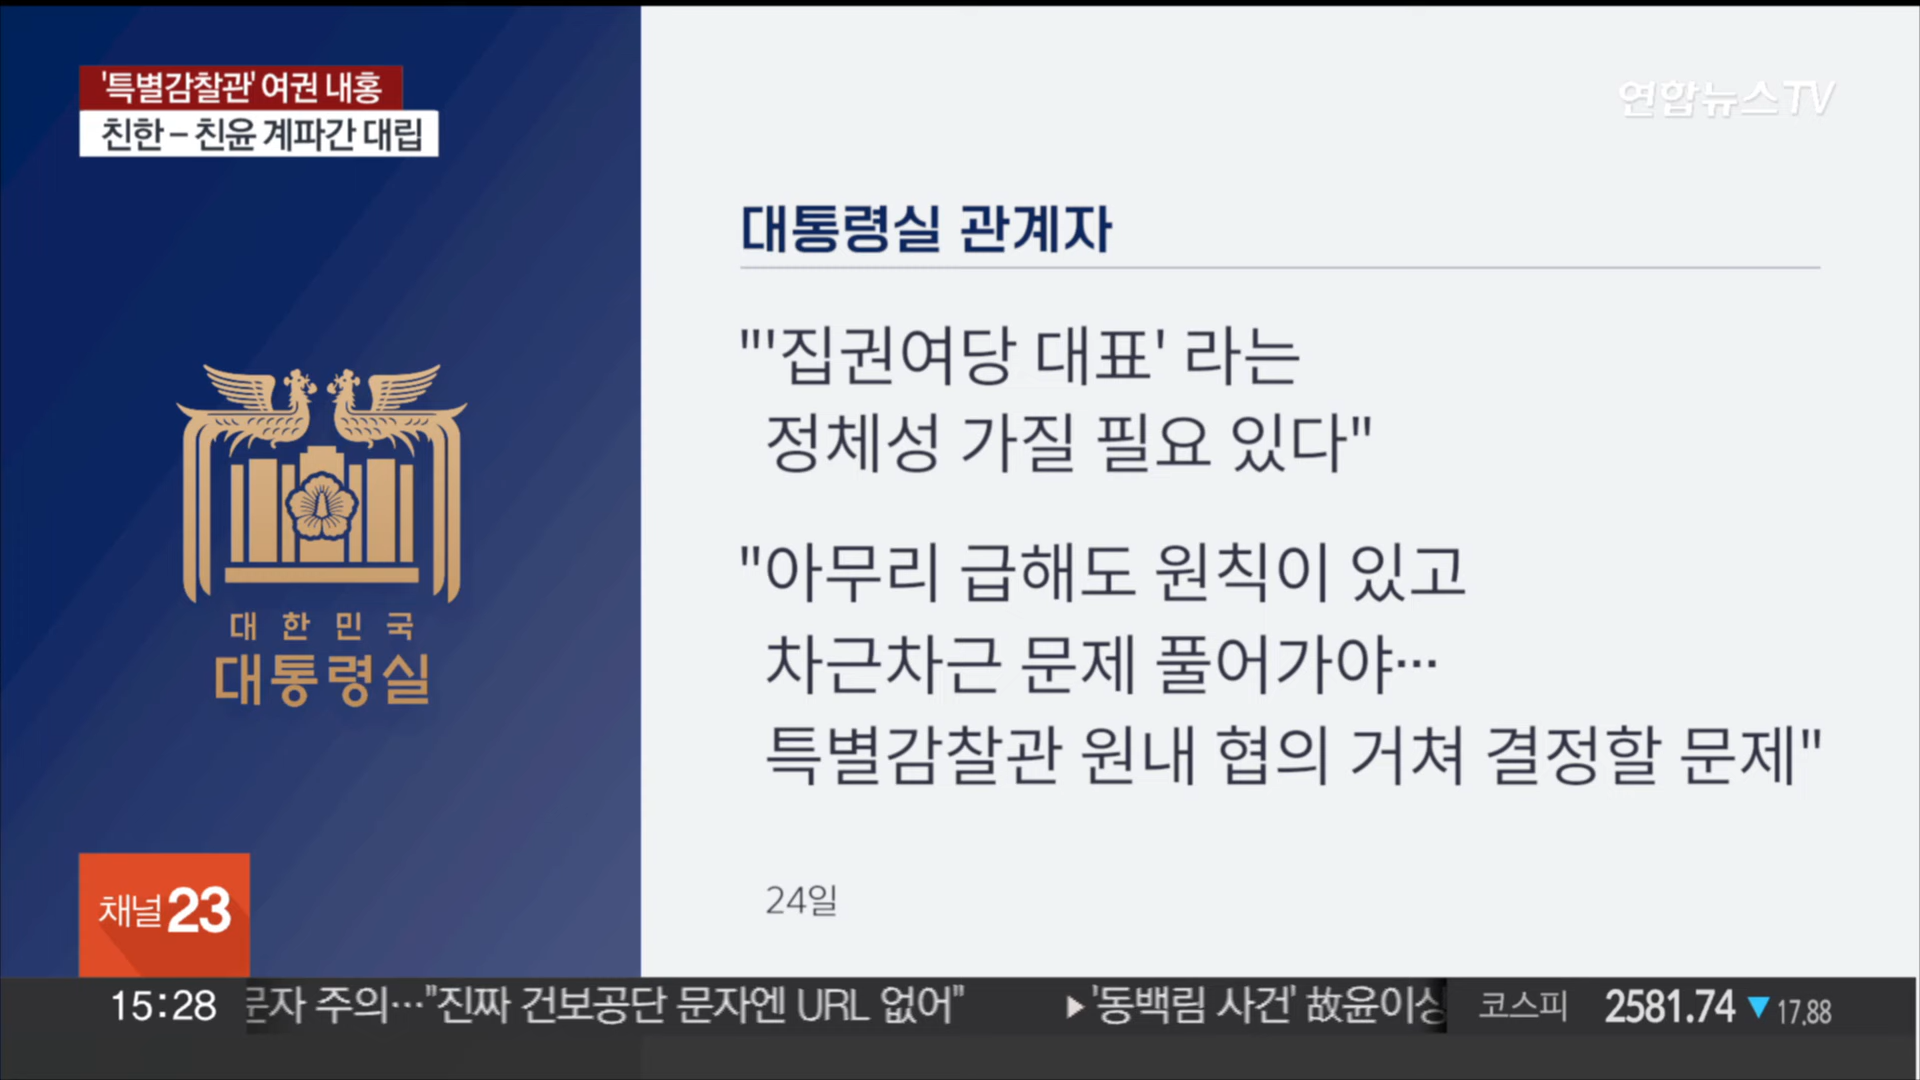 '특별감찰관' 여권 내홍
친한 – 친윤 계파간 대립
연합뉴스TV
대통령실 관계자
"'집권여당 대표' 라는
정체성 가질 필요 있다"
"아무리 급해도 원칙이 있고
차근차근 문제 풀어가야…
특별감찰관 원내 협의 거쳐 결정할 문제"
24일
대한민국
대통령실
채널 23
15:28 문자 주의…"진짜 건보공단 문자엔 URL 없어" ▶'동백림 사건' 故윤이상 코스피 2581.74 ▼ 17.88